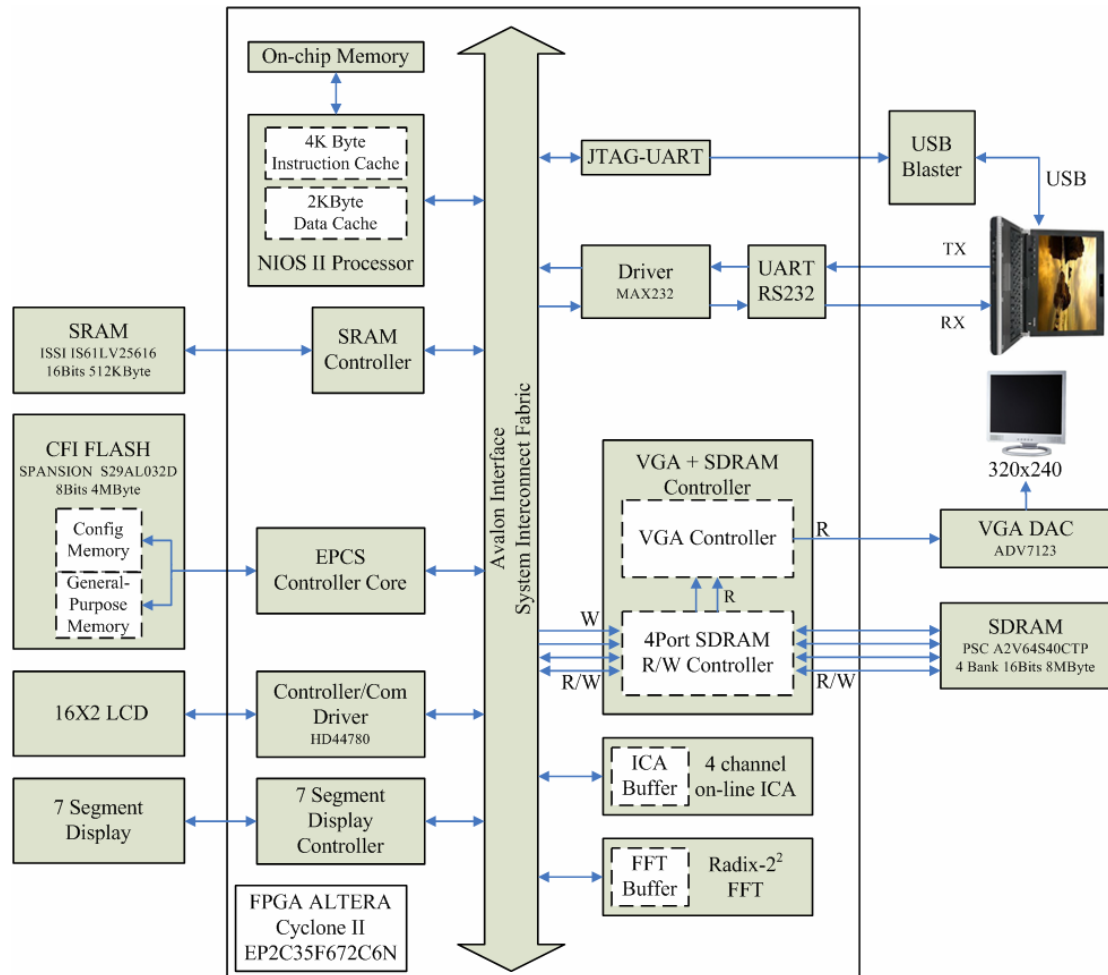 On-chip Memory
4K Byte
Instruction Cache
2KByte
Data Cache
NIOS II Processor
JTAG-UART
USB
Blaster
USB
Driver
MAX232
UART
RS232
TX
RX
SRAM
ISSI IS61LV25616
16Bits 512KByte
SRAM
Controller
CFI FLASH
SPANSION S29AL032D
8Bits 4MByte
Config
Memory
General-
Purpose
Memory
EPCS
Controller Core
Avalon Interface
System Interconnect Fabric
VGA + SDRAM
Controller
VGA Controller
R
R
4Port SDRAM
R/W Controller
W
R/W
R/W
320x240
VGA DAC
ADV7123
SDRAM
PSC A2V64S40CTP
4 Bank 16Bits 8MByte
16X2 LCD
Controller/Com
Driver
HD44780
7 Segment
Display
7 Segment
Display
Controller
ICA
Buffer
4 channel
on-line ICA
FFT
Buffer
Radix-2²
FFT
FPGA ALTERA
Cyclone II
EP2C35F672C6N